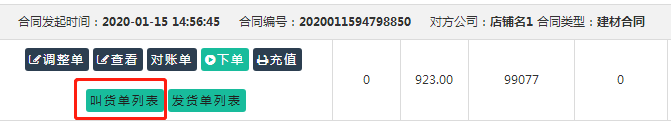 合同发起时间：2020-01-15 14:56:45 合同编号：2020011594798850 对方公司：店铺名1 合同类型：建材合同
调整单 查看 对账单 下单 充值
0 923.00 99077 0
叫货单列表 发货单列表